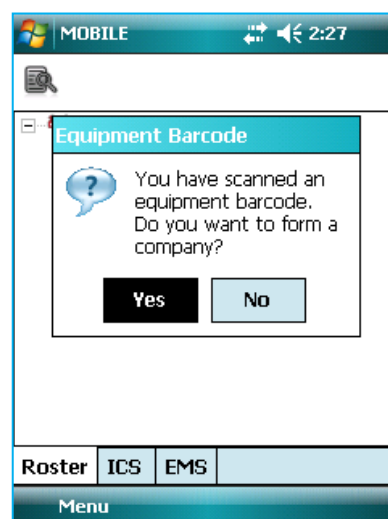 MOBILE 2:27
Equipment Barcode
You have scanned an
equipment barcode.
Do you want to form a
company?
Yes No
Roster ICS EMS
Menu